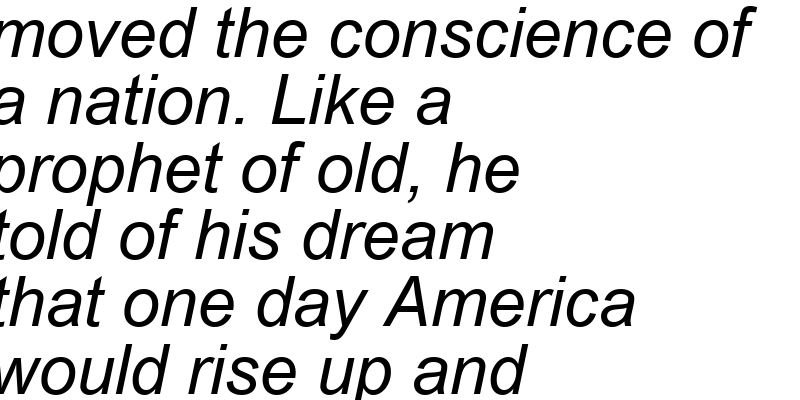 moved the conscience of
a nation. Like a
prophet of old, he
told of his dream
that one day America
would rise up and